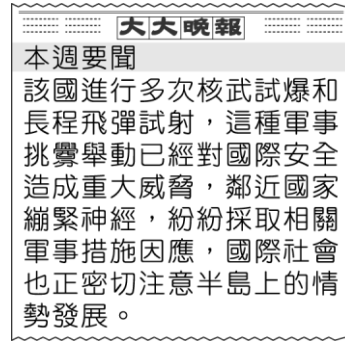 大大晚報
本週要聞
該國進行多次核武試爆和
長程飛彈試射，這種軍事
挑釁舉動已經對國際安全
造成重大威脅，鄰近國家
繃緊神經，紛紛採取相關
軍事措施因應，國際社會
也正密切注意半島上的情
勢發展。